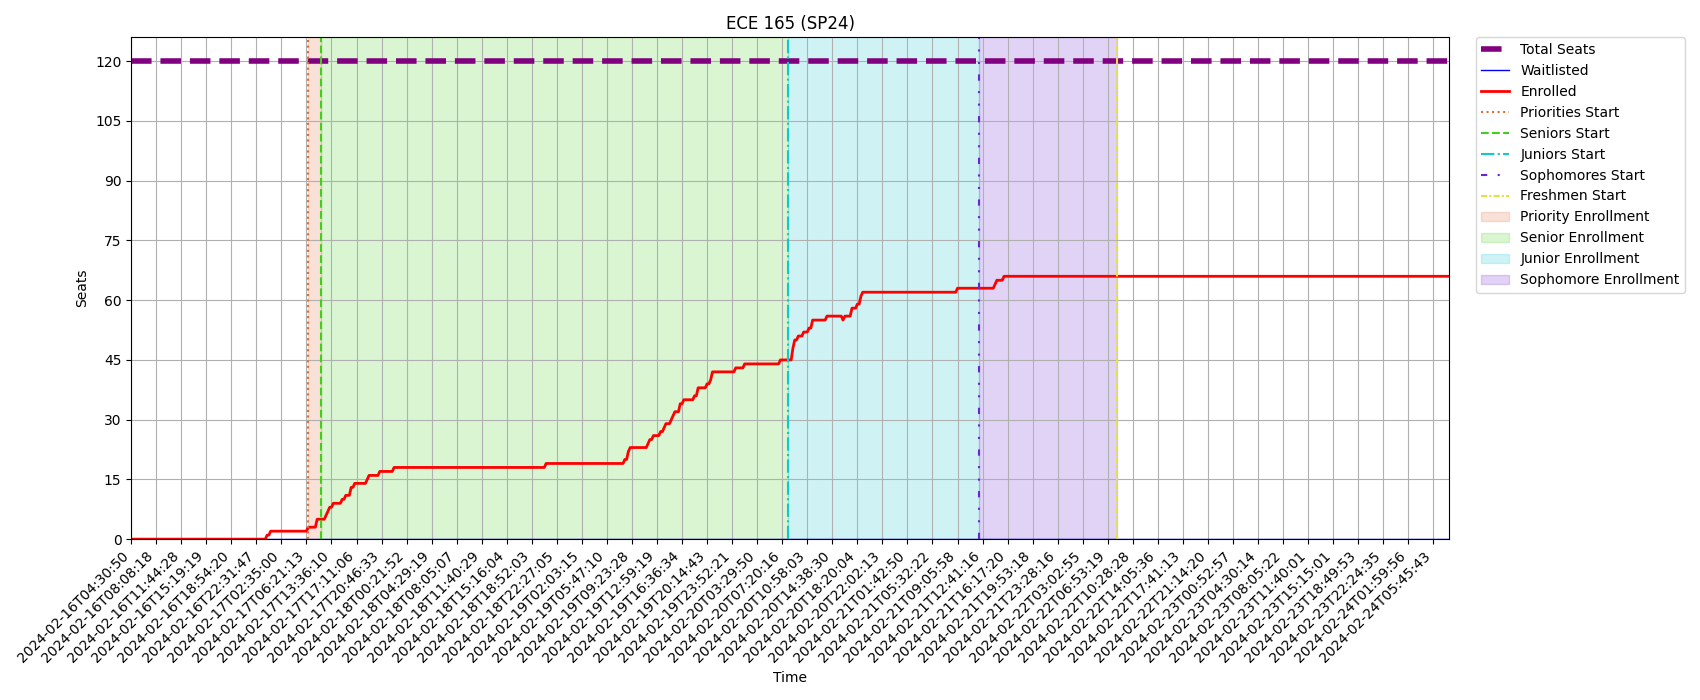 ECE 165 (SP24)
Total Seats
Waitlisted
Enrolled
Priorities Start
Seniors Start
Juniors Start
Sophomores Start
Freshmen Start
Priority Enrollment
Senior Enrollment
Junior Enrollment
Sophomore Enrollment
120
105
90
75
60
45
30
15
0
Seats
2024-02-16T04:30:50
2024-02-16T08:08:18
2024-02-16T11:44:28
2024-02-16T15:19:19
2024-02-16T18:54:20
2024-02-16T22:31:47
2024-02-17T02:35:00
2024-02-17T06:21:13
2024-02-17T13:36:10
2024-02-17T17:11:06
2024-02-17T20:46:33
2024-02-18T00:21:52
2024-02-18T04:29:19
2024-02-18T08:05:07
2024-02-18T11:40:29
2024-02-18T15:16:04
2024-02-18T18:52:03
2024-02-18T22:27:05
2024-02-19T02:03:15
2024-02-19T05:47:10
2024-02-19T09:23:28
2024-02-19T12:59:19
2024-02-19T16:36:34
2024-02-19T20:14:43
2024-02-19T23:52:21
2024-02-20T03:29:50
2024-02-20T07:20:16
2024-02-20T10:58:03
2024-02-20T14:38:30
2024-02-20T18:20:04
2024-02-20T22:02:13
2024-02-21T01:42:50
2024-02-21T05:32:22
2024-02-21T09:05:58
2024-02-21T12:41:16
2024-02-21T16:17:20
2024-02-21T19:53:18
2024-02-21T23:28:16
2024-02-22T03:02:55
2024-02-22T06:53:19
2024-02-22T10:28:28
2024-02-22T14:05:36
2024-02-22T17:41:13
2024-02-22T21:14:20
2024-02-23T00:52:57
2024-02-23T04:30:14
2024-02-23T08:05:22
2024-02-23T11:40:01
2024-02-23T15:15:01
2024-02-23T18:49:53
2024-02-23T22:24:35
2024-02-24T01:59:56
2024-02-24T05:45:43
Time